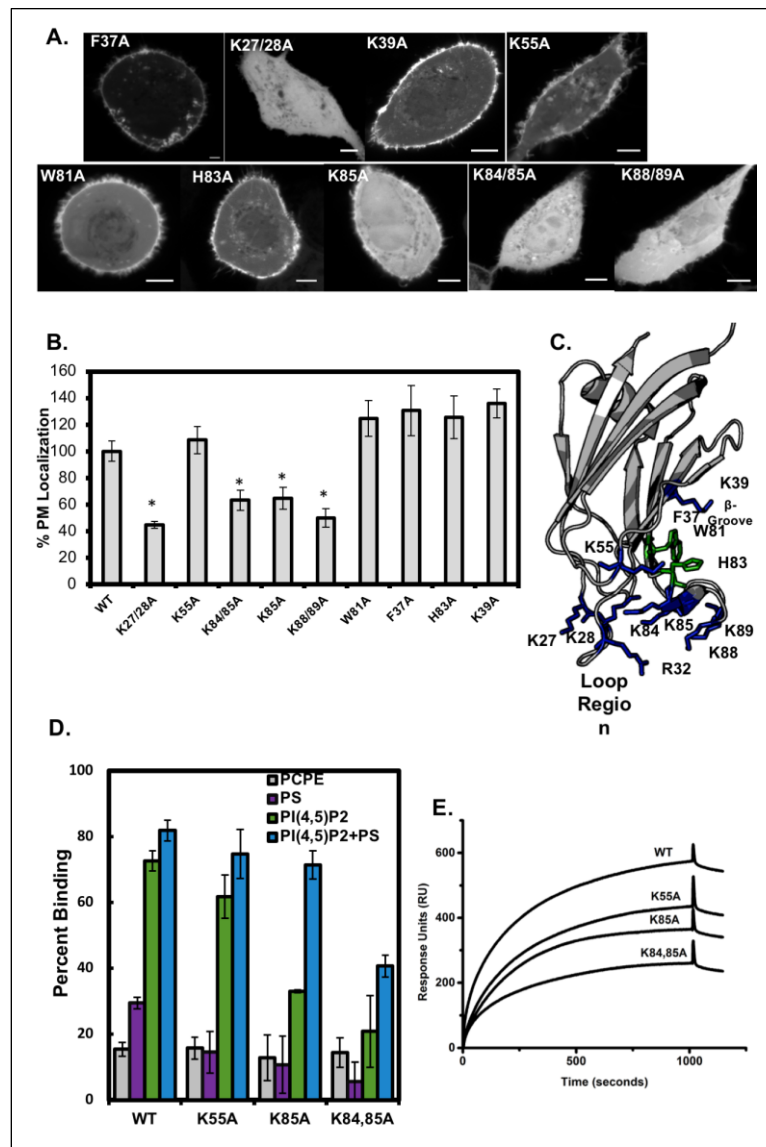 A.
F37A
K27/28A
K39A
K55A
W81A
H83A
K85A
K84/85A
K88/89A
B.
% PM Localization
160
140
120
100
80
60
40
20
0
*
*
*
*
WT
K27/28A
K55A
K84/85A
K85A
K88/89A
W81A
F37A
H83A
K39A
C.
K39
F37
β-
Groove
W81
K55
H83
K84
K85
K89
K27
K28
K88
R32
Loop
Regio
n
D.
Percent Binding
100
80
60
40
20
0
PCPE
PS
PI(4,5)P2
PI(4,5)P2+PS
WT
K55A
K85A
K84,85A
E.
Response Units (RU)
600
400
200
0
WT
K55A
K85A
K84,85A
0
500
1000
Time (seconds)